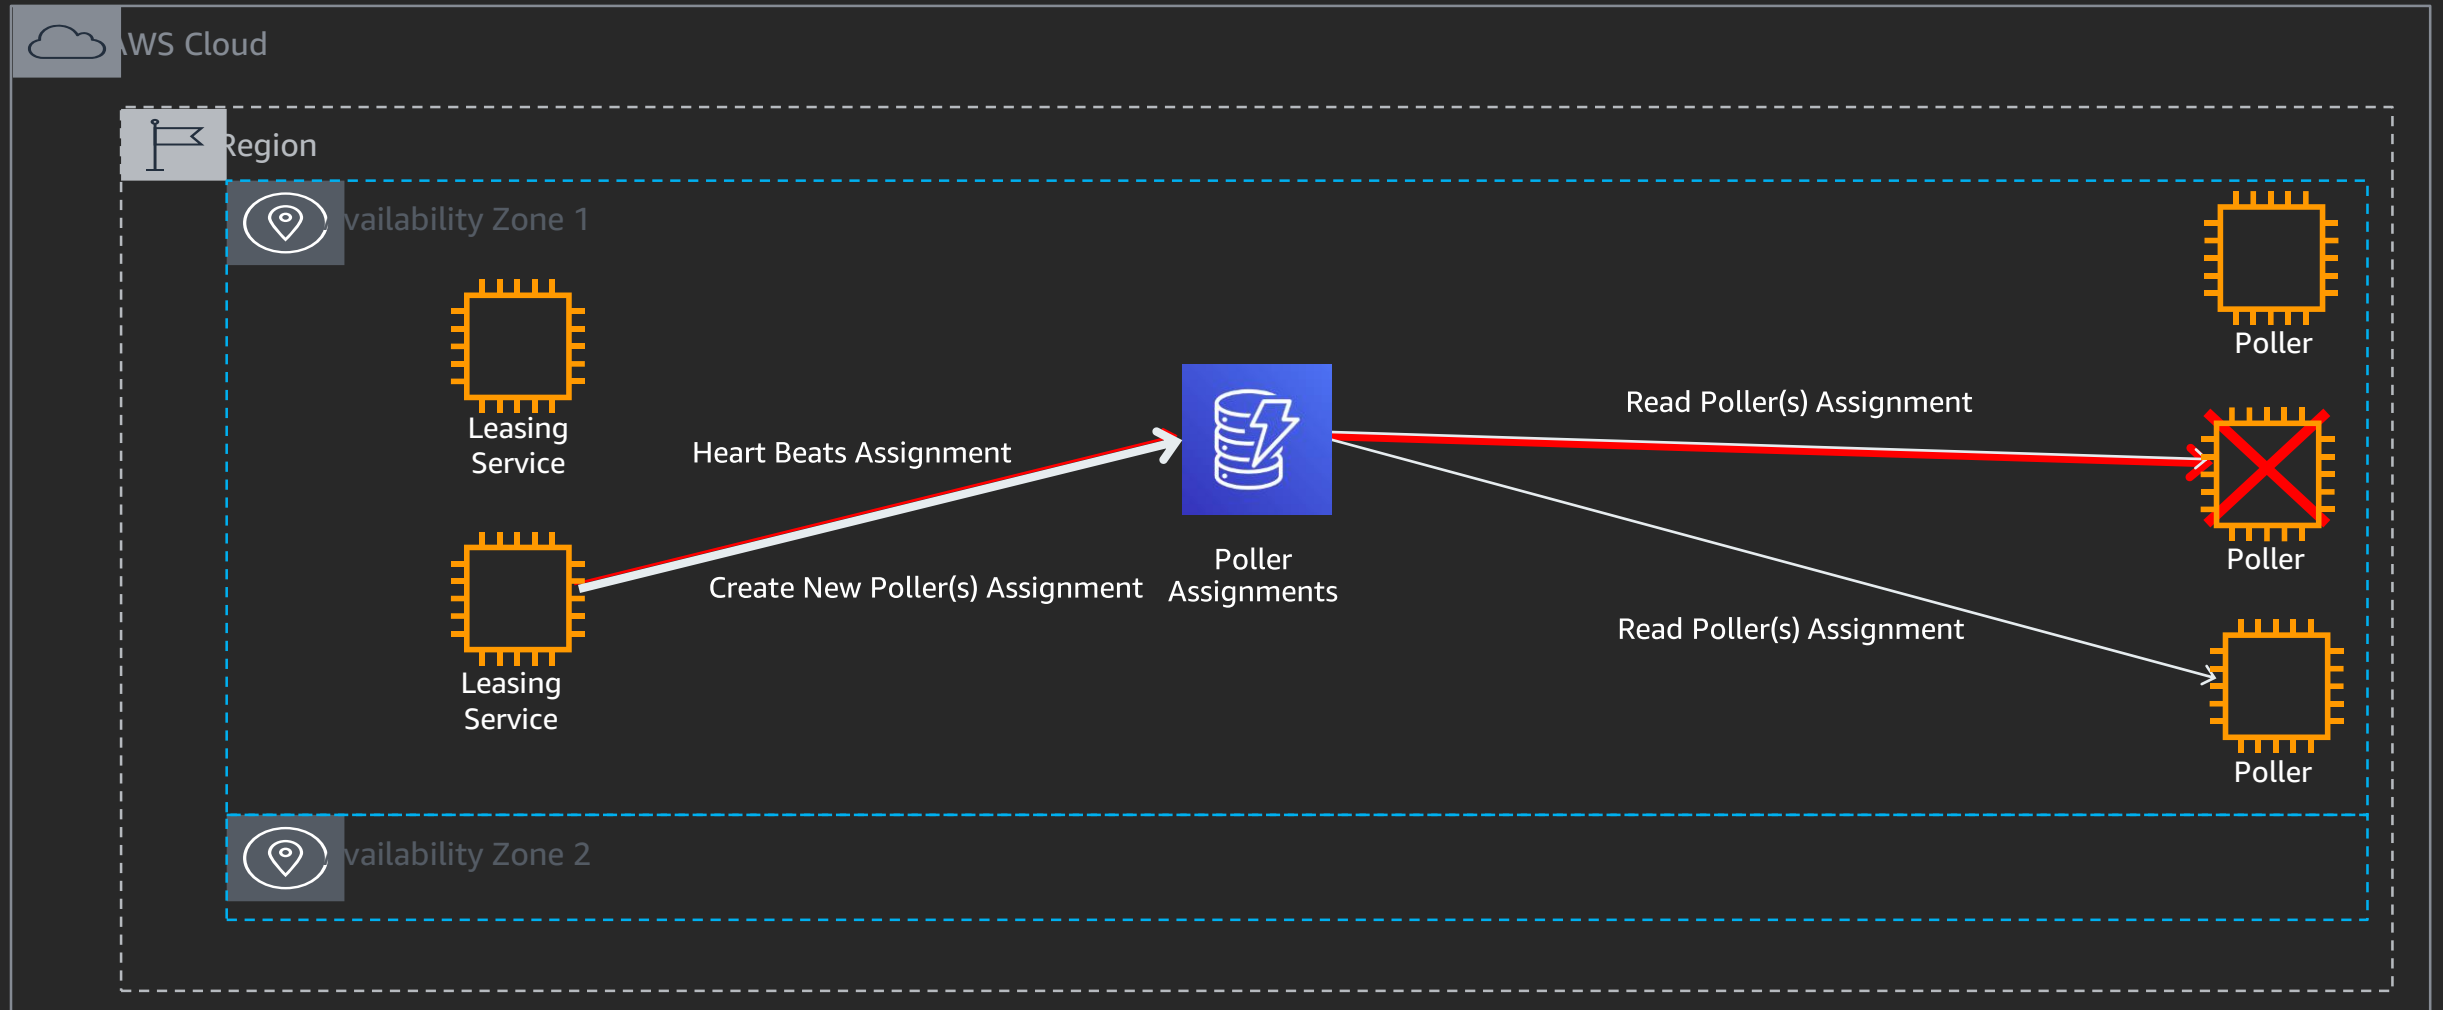 AWS Cloud
Region
vailability Zone 1
Poller
Leasing
Service
Heart Beats Assignment
Read Poller(s) Assignment
Create New Poller(s) Assignment
Poller
Assignments
Poller
Read Poller(s) Assignment
Leasing
Service
Poller
vailability Zone 2